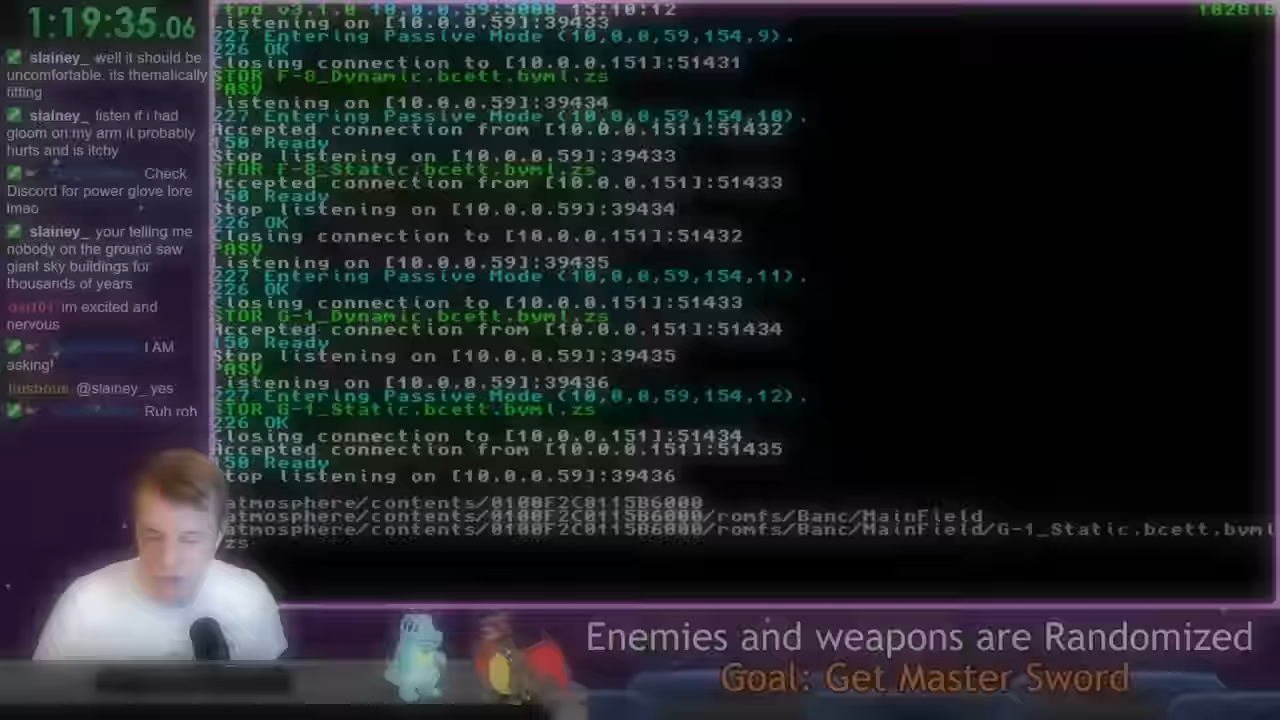 1:19:35.06
slainey_ well it should be
uncomfortable. its thematically
fitting
slainey_ listen if i had
gloom on my arm it probably
hurts and is itchy
Check
Discord for power glove lore
lmao
slainey_ your telling me
nobody on the ground saw
giant sky buildings for
thousands of years
im excited and
nervous
I AM
asking!
@slainey_ yes
Ruh roh
tpd v3.1.0 10.0.0.59:5000 15:10:12
Listening on [10.0.0.59]:39433
227 Entering Passive Mode (10,0,0,59,154,9).
226 OK
Closing connection to [10.0.0.151]:51431
STOR F-8_Dynamic.bcett.byml.zs
PASV
Listening on [10.0.0.59]:39434
227 Entering Passive Mode (10,0,0,59,154,10).
Accepted connection from [10.0.0.151]:51432
150 Ready
Stop listening on [10.0.0.59]:39433
STOR F-8_Static.bcett.byml.zs
Accepted connection from [10.0.0.151]:51433
150 Ready
Stop listening on [10.0.0.59]:39434
226 OK
Closing connection to [10.0.0.151]:51432
PASV
Listening on [10.0.0.59]:39435
227 Entering Passive Mode (10,0,0,59,154,11).
226 OK
Closing connection to [10.0.0.151]:51433
STOR G-1_Dynamic.bcett.byml.zs
Accepted connection from [10.0.0.151]:51434
150 Ready
Stop listening on [10.0.0.59]:39435
PASV
Listening on [10.0.0.59]:39436
227 Entering Passive Mode (10,0,0,59,154,12).
STOR G-1_Static.bcett.byml.zs
226 OK
Closing connection to [10.0.0.151]:51434
Accepted connection from [10.0.0.151]:51435
150 Ready
Stop listening on [10.0.0.59]:39436
atmosphere/contents/0100F2C0115B6000
atmosphere/contents/0100F2C0115B6000/romfs/Banc/MainField
atmosphere/contents/0100F2C0115B6000/romfs/Banc/MainField/G-1_Static.bcett.byml
zs
Enemies and weapons are Randomized
Goal: Get Master Sword